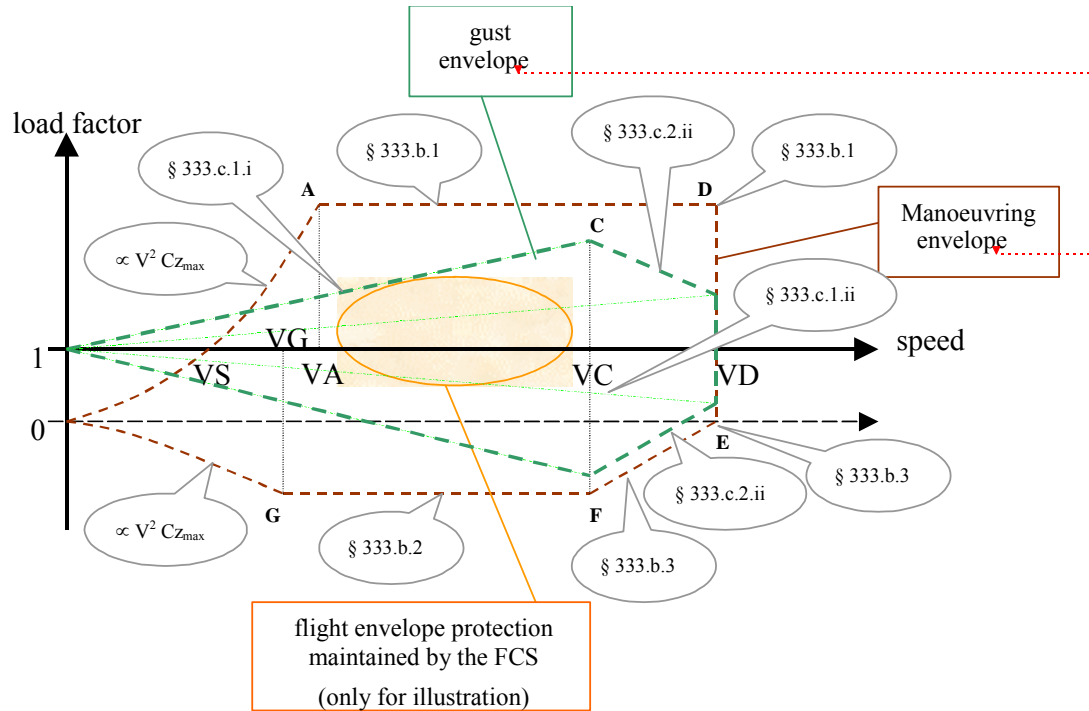 gust
envelope
load factor
§ 333.c.1.i
§ 333.b.1
§ 333.c.2.ii
§ 333.b.1
A
D
Manoeuvring
envelope
C
∝ V² Cz_max
§ 333.c.1.ii
VG
1
speed
VS
VA
VC
VD
0
E
§ 333.b.3
§ 333.c.2.ii
G
F
∝ V² Cz_max
§ 333.b.2
§ 333.b.3
flight envelope protection
maintained by the FCS
(only for illustration)